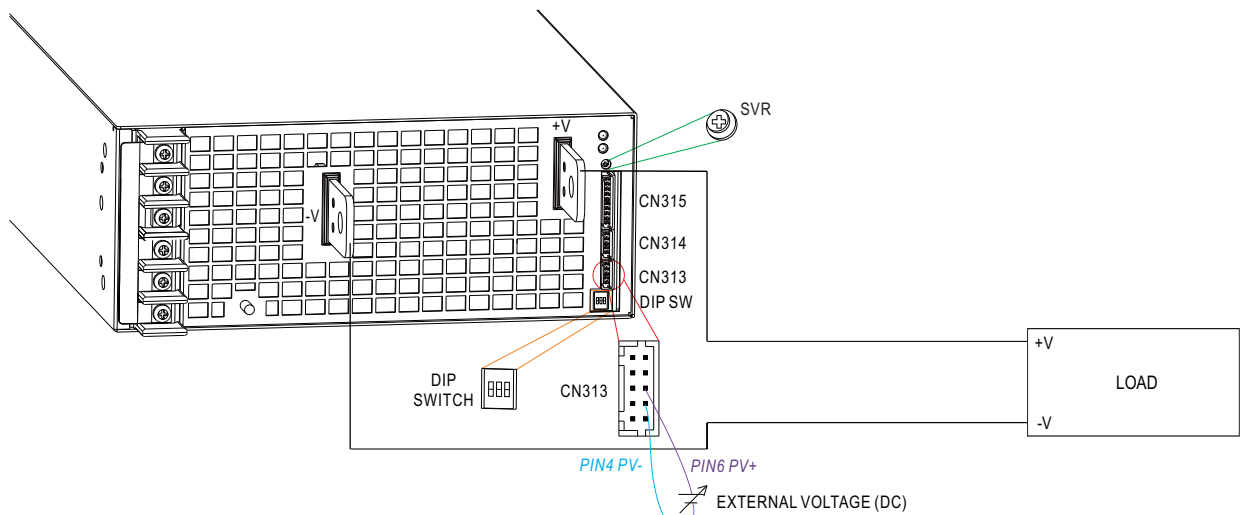 SVR
+V
-V
CN315
CN314
CN313
DIP SW
DIP
SWITCH
CN313
+V
LOAD
-V
PIN4 PV-
PIN6 PV+
EXTERNAL VOLTAGE (DC)